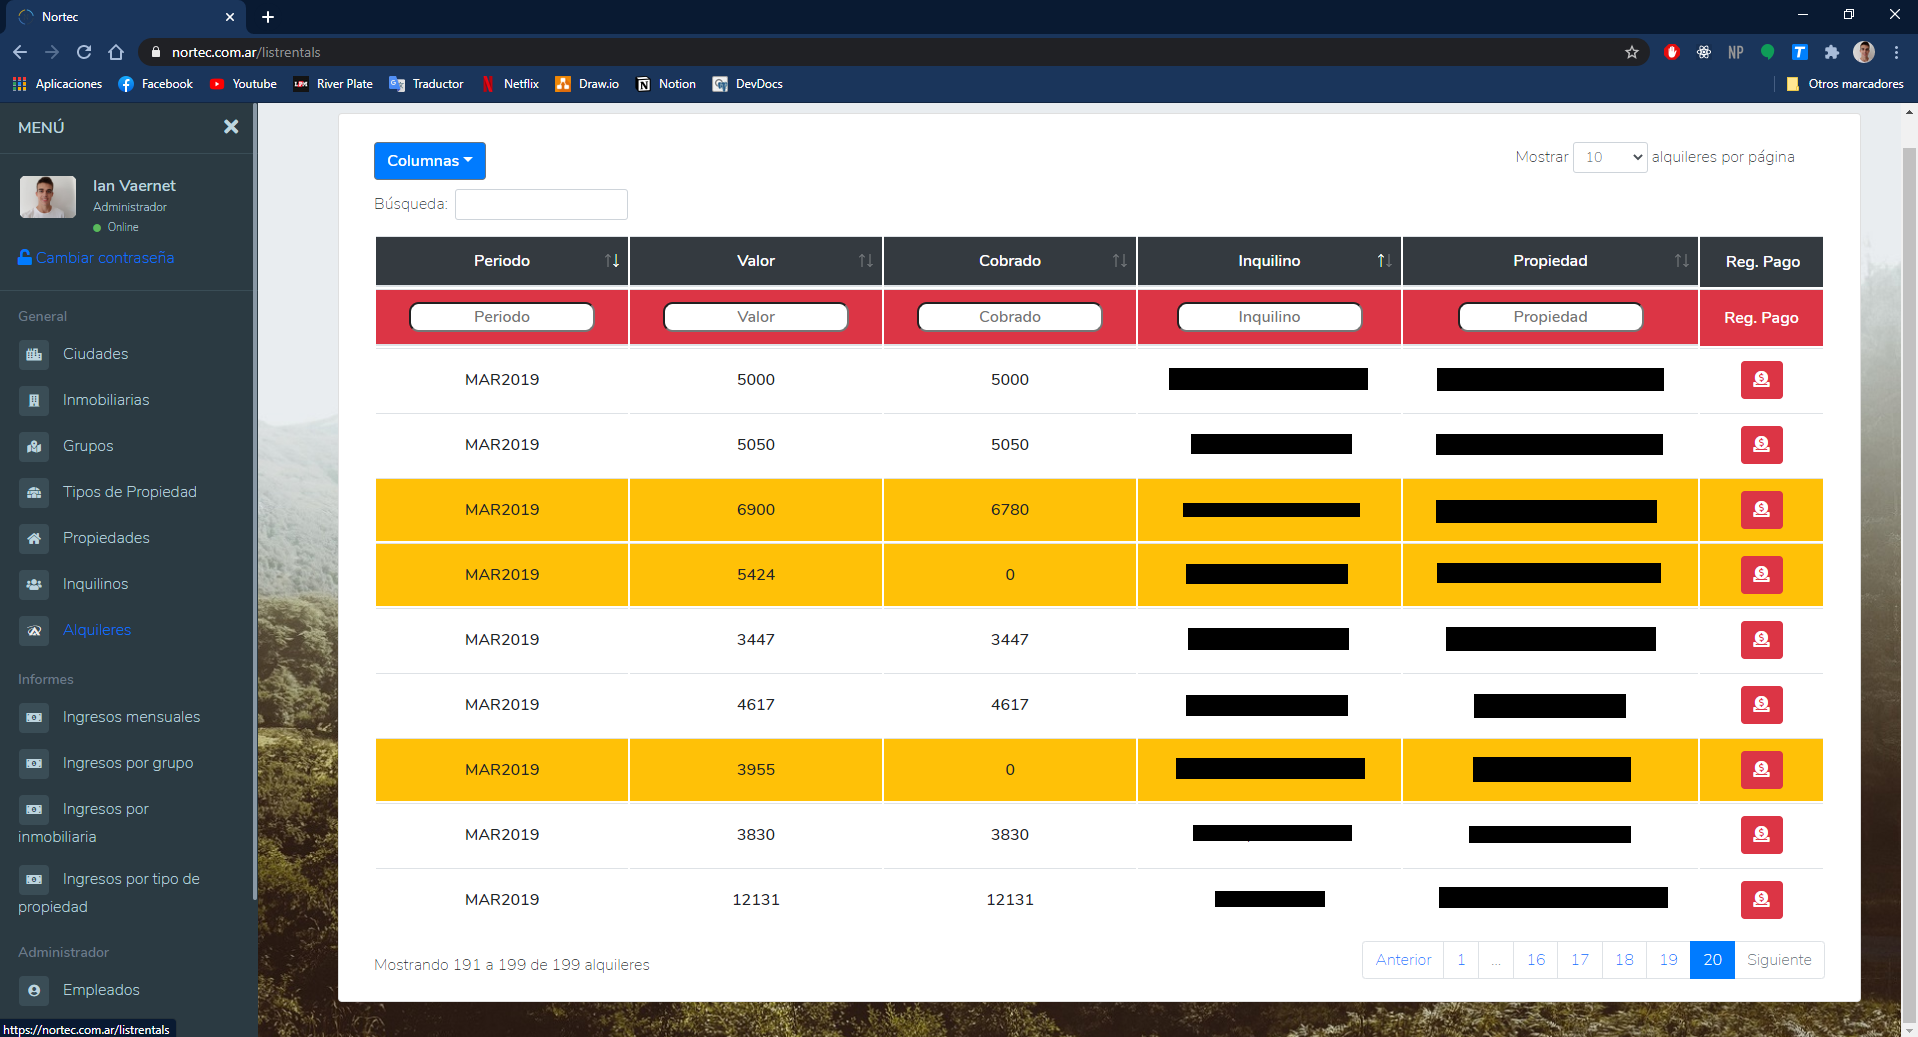 Nortec
nortec.com.ar/listrentals
NP
Aplicaciones Facebook Youtube River Plate Traductor Netflix Draw.io Notion DevDocs Otros marcadores
MENÚ
Ian Vaernet
Administrador
Online
Cambiar contraseña
General
Ciudades
Inmobiliarias
Grupos
Tipos de Propiedad
Propiedades
Inquilinos
Alquileres
Informes
Ingresos mensuales
Ingresos por grupo
Ingresos por
inmobiliaria
Ingresos por tipo de
propiedad
Administrador
Empleados
https://nortec.com.ar/listrentals
Columnas
Mostrar 10 alquileres por página
Búsqueda:
Periodo Valor Cobrado Inquilino Propiedad Reg. Pago
Periodo Valor Cobrado Inquilino Propiedad Reg. Pago
MAR2019 5000 5000
MAR2019 5050 5050
MAR2019 6900 6780
MAR2019 5424 0
MAR2019 3447 3447
MAR2019 4617 4617
MAR2019 3955 0
MAR2019 3830 3830
MAR2019 12131 12131
Mostrando 191 a 199 de 199 alquileres
Anterior 1 ... 16 17 18 19 20 Siguiente